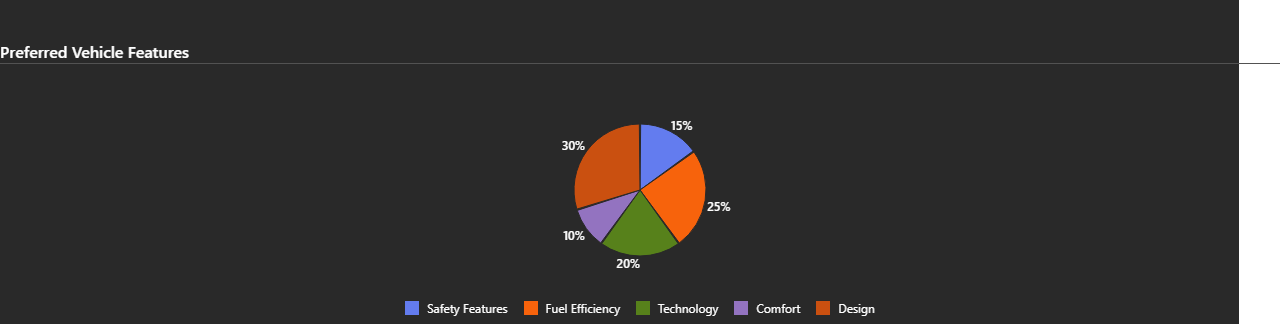 Preferred Vehicle Features
15%
30%
25%
10%
20%
Safety Features Fuel Efficiency Technology Comfort Design